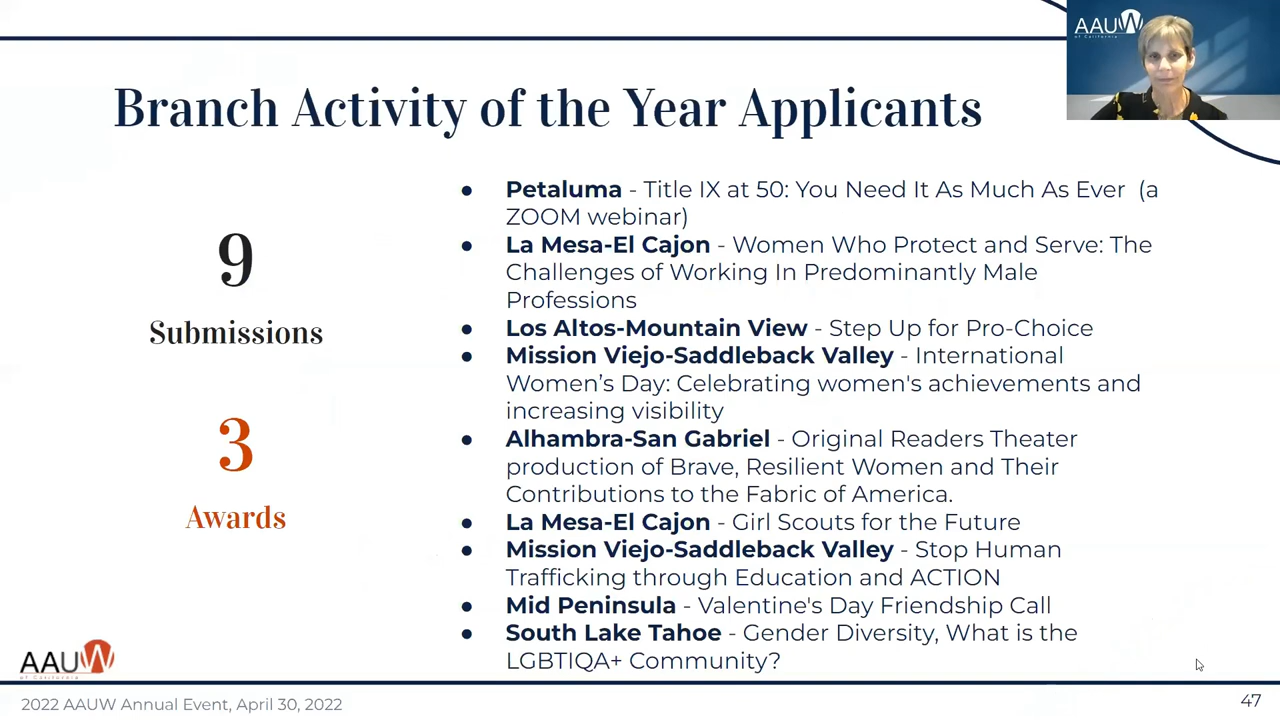 AAUW
of California
Branch Activity of the Year Applicants
9
Submissions
3
Awards
● Petaluma - Title IX at 50: You Need It As Much As Ever (a
ZOOM webinar)
● La Mesa-El Cajon - Women Who Protect and Serve: The
Challenges of Working In Predominantly Male
Professions
● Los Altos-Mountain View - Step Up for Pro-Choice
● Mission Viejo-Saddleback Valley - International
Women’s Day: Celebrating women's achievements and
increasing visibility
● Alhambra-San Gabriel - Original Readers Theater
production of Brave, Resilient Women and Their
Contributions to the Fabric of America.
● La Mesa-El Cajon - Girl Scouts for the Future
● Mission Viejo-Saddleback Valley - Stop Human
Trafficking through Education and ACTION
● Mid Peninsula - Valentine's Day Friendship Call
● South Lake Tahoe - Gender Diversity, What is the
LGBTIQA+ Community?
AAUW
of California
2022 AAUW Annual Event, April 30, 2022
47